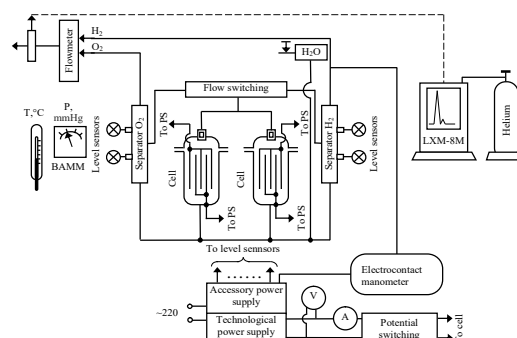 H₂
O₂
Flowmeter
H₂O
Flow switching
T,°C
P,
mmHg
BAMM
Level sensors
Separator O₂
To PS
To PS
Cell
Cell
To PS
To PS
Separator H₂
Level sensors
LXM-8M
Helium
To level sennsors
Accessory power
supply
~220
Technological
power supply
V
A
Electrocontact
manometer
Potential
switching
To cell